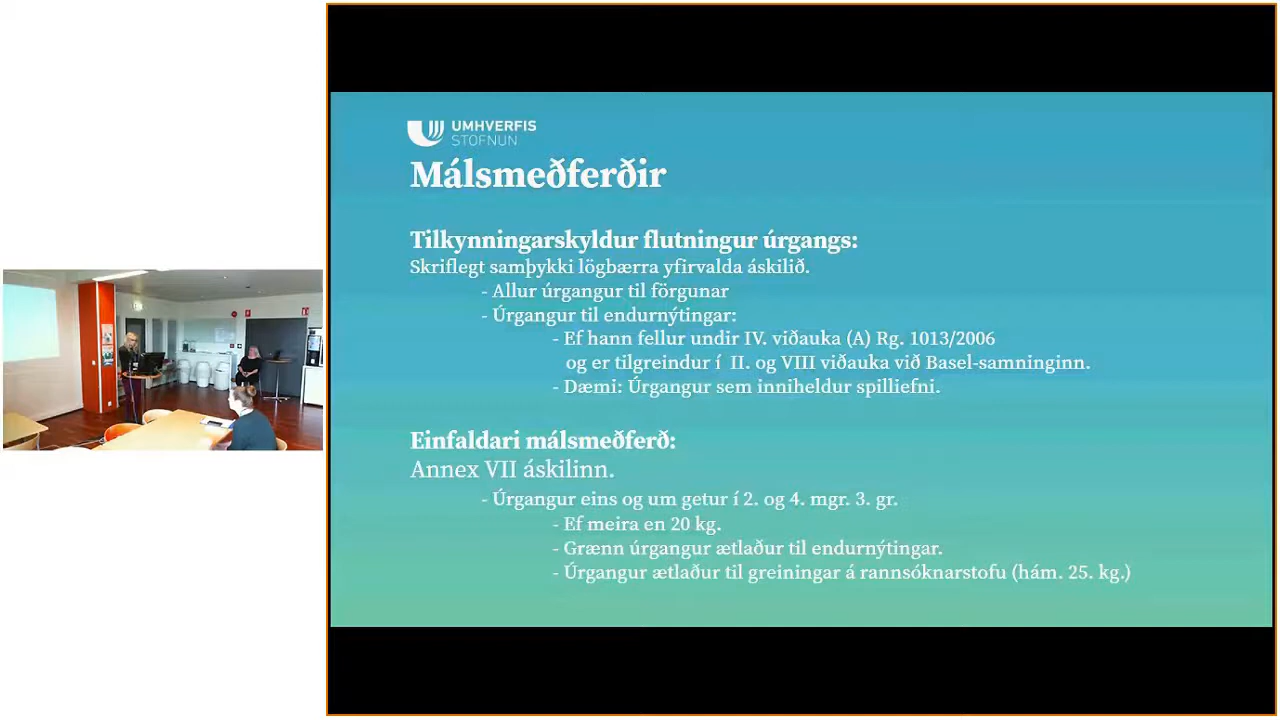 UMHVERFIS
STOFNUN
Málsmeðferðir
Tilkynningarskyldur flutningur úrgangs:
Skriflegt samþykki lögbærra yfirvalda áskilið.
- Allur úrgangur til förgunar
- Úrgangur til endurnýtingar:
- Ef hann fellur undir IV. viðauka (A) Rg. 1013/2006
og er tilgreindur í II. og VIII viðauka við Basel-samninginn.
- Dæmi: Úrgangur sem inniheldur spilliefni.
Einfaldari málsmeðferð:
Annex VII áskilinn.
- Úrgangur eins og um getur í 2. og 4. mgr. 3. gr.
- Ef meira en 20 kg.
- Grænn úrgangur ætlaður til endurnýtingar.
- Úrgangur ætlaður til greiningar á rannsóknarstofu (hám. 25. kg.)